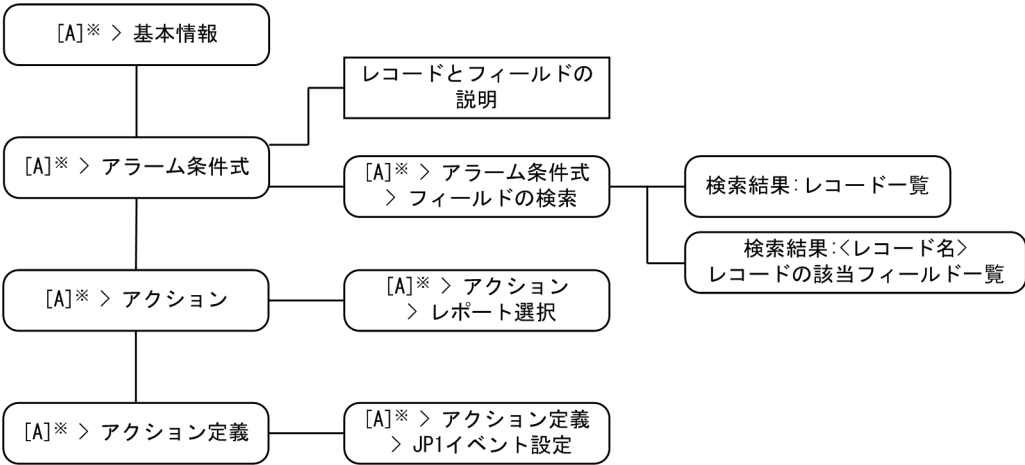 [A]※ > 基本情報
レコードとフィールドの
説明
[A]※ > アラーム条件式
[A]※ > アラーム条件式
> フィールドの検索
検索結果:レコード一覧
検索結果:<レコード名>
レコードの該当フィールド一覧
[A]※ > アクション
[A]※ > アクション
> レポート選択
[A]※ > アクション定義
[A]※ > アクション定義
> JP1イベント設定